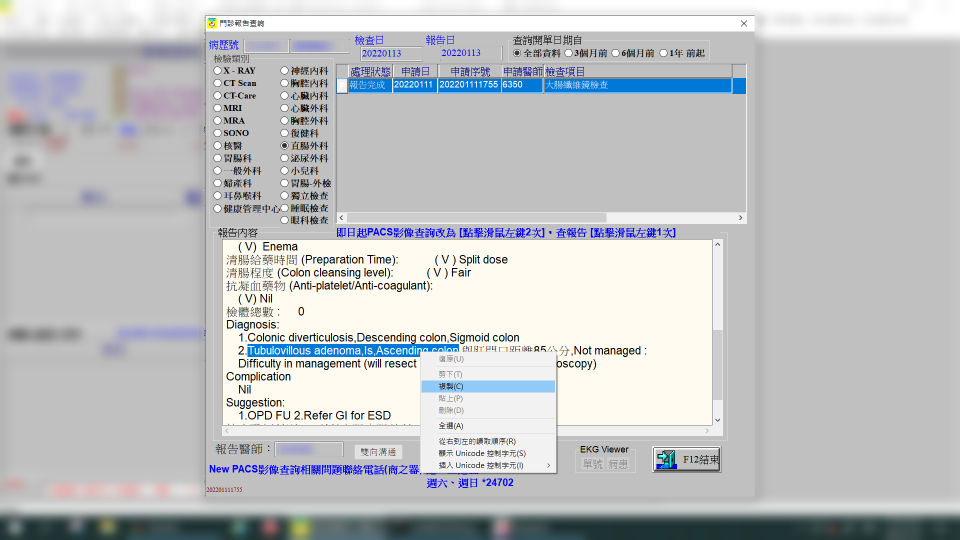 門診報告查詢
病歷號
檢查日
20220113
報告日
20220113
查詢開單日期自
全部資料 3個月前 6個月前 1年 前起
檢驗類別
X - RAY
CT Scan
CT-Care
MRI
MRA
SONO
核醫
胃腸科
一般外科
婦產科
耳鼻喉科
健康管理中心
神經內科
胸腔內科
心臟內科
心臟外科
胸腔外科
復健科
直腸外科
泌尿外科
小兒科
胃腸-外檢
獨立檢查
睡眠檢查
眼科檢查
處理狀態 申請日 申請序號 申請醫師 檢查項目
報告完成 20220111 202201111755 6350 大腸纖維鏡檢查
報告內容
即日起PACS影像查詢改為 [點擊滑鼠左鍵2次]，查報告 [點擊滑鼠左鍵1次]
( V) Enema
清腸給藥時間 (Preparation Time): ( V ) Split dose
清腸程度 (Colon cleansing level): ( V ) Fair
抗凝血藥物 (Anti-platelet/Anti-coagulant):
( V) Nil
檢體總數： 0
Diagnosis:
1.Colonic diverticulosis,Descending colon,Sigmoid colon
2.Tubulovillous adenoma,Is,Ascending colon,與肛門口距離85公分,Not managed :
Difficulty in management (will resect
oscopy)
Complication
Nil
Suggestion:
1.OPD FU 2.Refer GI for ESD
復原(U)
剪下(T)
複製(C)
貼上(P)
刪除(D)
全選(A)
從右到左的讀取順序(R)
顯示 Unicode 控制字元(S)
插入 Unicode 控制字元(I)
報告醫師：
雙向溝通
EKG Viewer
單號 病患
F12結束
New PACS影像查詢相關問題聯絡電話(商之器)
週六、週日 *24702
202201111755